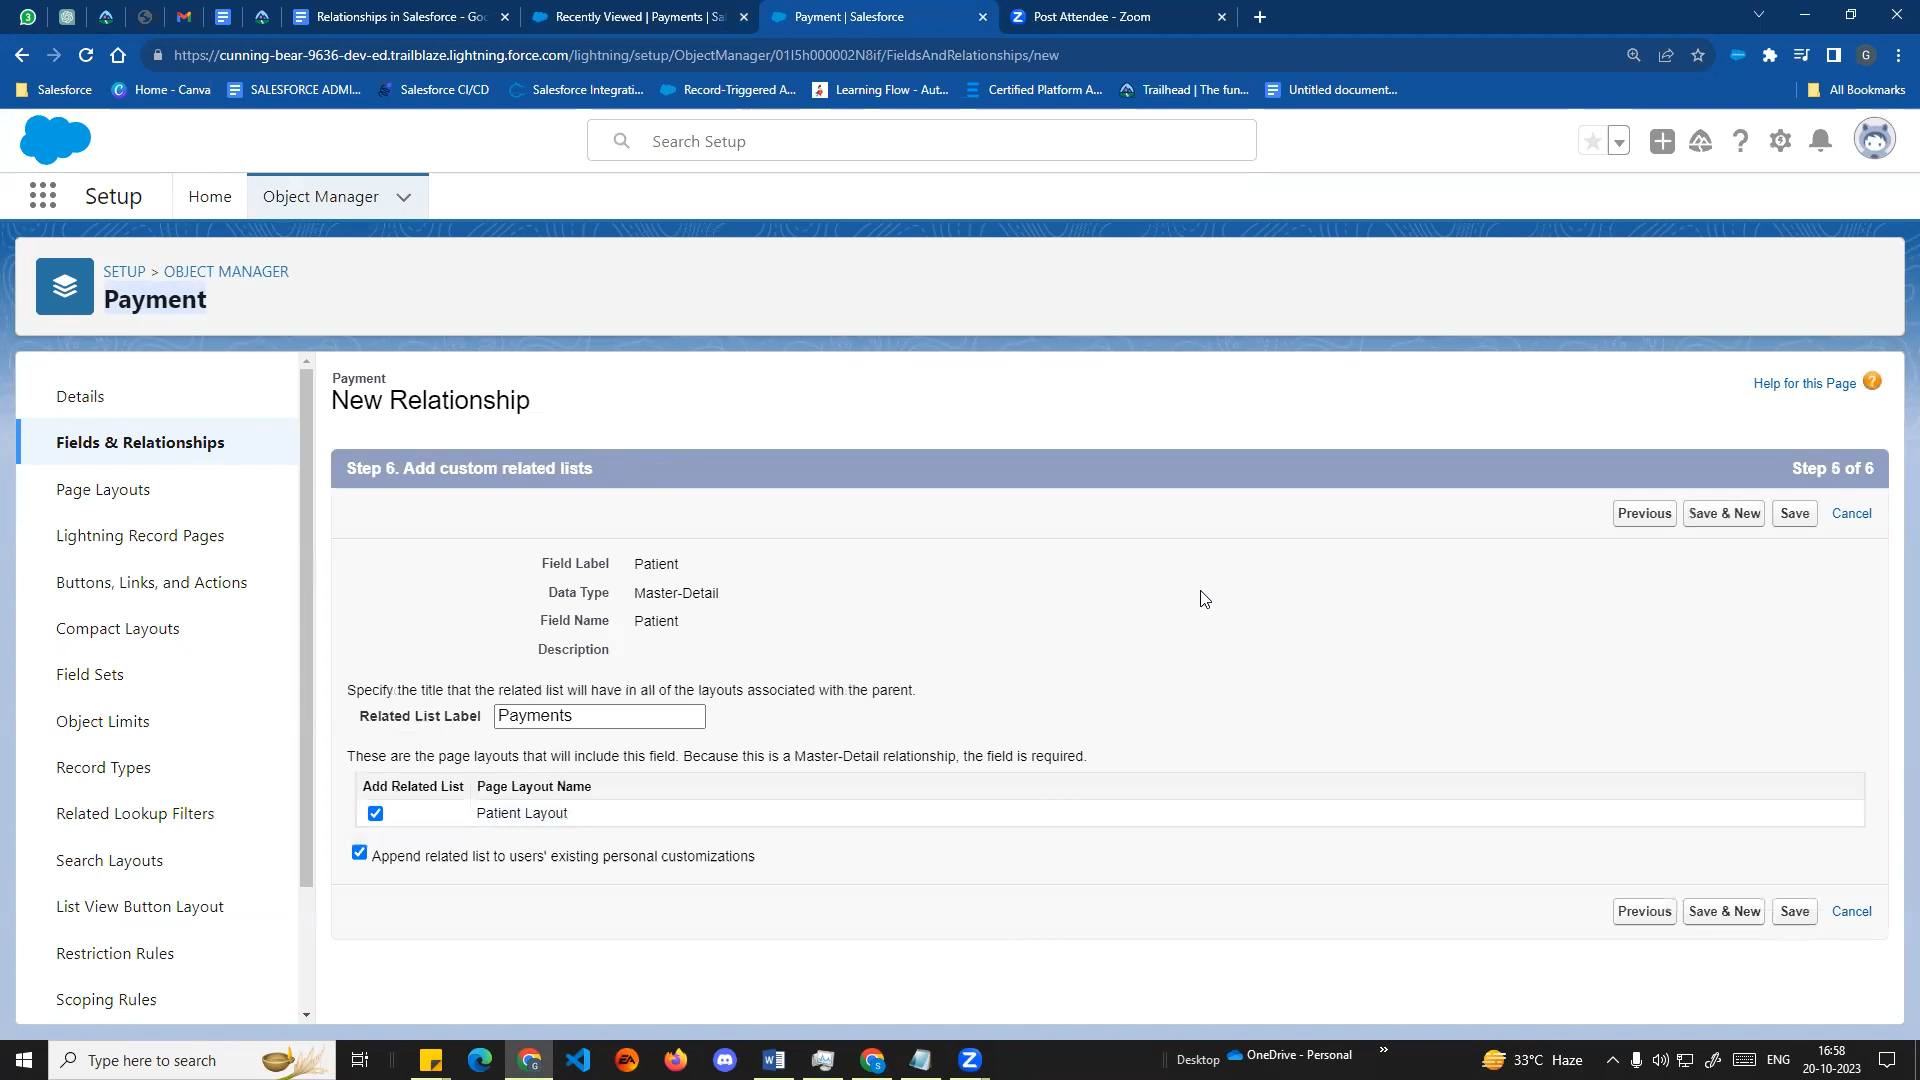 Relationships in Salesforce - Goo
Recently Viewed | Payments | Sal
Payment | Salesforce
Post Attendee - Zoom
https://cunning-bear-9636-dev-ed.trailblaze.lightning.force.com/lightning/setup/ObjectManager/01I5h000002N8if/FieldsAndRelationships/new
G
Salesforce
Home - Canva
SALESFORCE ADMI...
Salesforce CI/CD
Salesforce Integrati...
Record-Triggered A...
Learning Flow - Aut...
Certified Platform A...
Trailhead | The fun...
Untitled document...
All Bookmarks
Search Setup
Setup
Home
Object Manager
SETUP > OBJECT MANAGER
Payment
Details
Fields & Relationships
Page Layouts
Lightning Record Pages
Buttons, Links, and Actions
Compact Layouts
Field Sets
Object Limits
Record Types
Related Lookup Filters
Search Layouts
List View Button Layout
Restriction Rules
Scoping Rules
Payment
New Relationship
Help for this Page
Step 6. Add custom related lists
Step 6 of 6
Previous
Save & New
Save
Cancel
Field Label Patient
Data Type Master-Detail
Field Name Patient
Description
Specify the title that the related list will have in all of the layouts associated with the parent.
Related List Label Payments
These are the page layouts that will include this field. Because this is a Master-Detail relationship, the field is required.
Add Related List Page Layout Name
Patient Layout
Append related list to users' existing personal customizations
Previous
Save & New
Save
Cancel
Type here to search
Desktop
OneDrive - Personal
33°C Haze
ENG
16:58
20-10-2023